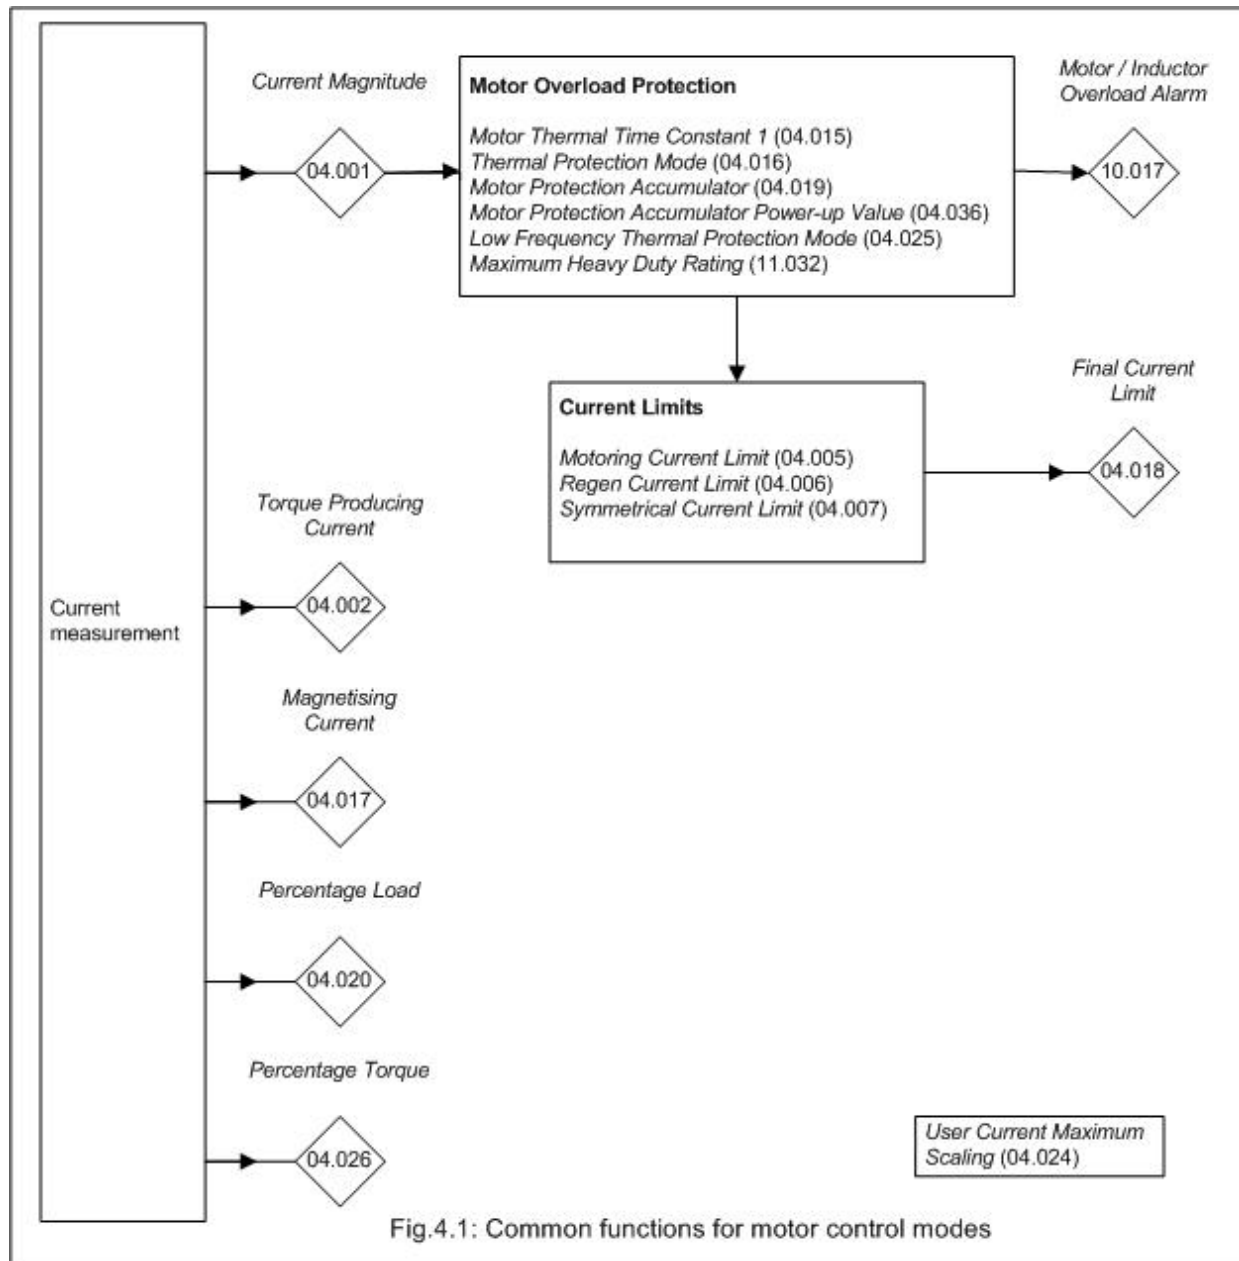 Current Magnitude
04.001
Motor Overload Protection
Motor Thermal Time Constant 1 (04.015)
Thermal Protection Mode (04.016)
Motor Protection Accumulator (04.019)
Motor Protection Accumulator Power-up Value (04.036)
Low Frequency Thermal Protection Mode (04.025)
Maximum Heavy Duty Rating (11.032)
Motor / Inductor
Overload Alarm
10.017
Current Limits
Motoring Current Limit (04.005)
Regen Current Limit (04.006)
Symmetrical Current Limit (04.007)
Final Current
Limit
04.018
Current
measurement
Torque Producing
Current
04.002
Magnetising
Current
04.017
Percentage Load
04.020
Percentage Torque
04.026
User Current Maximum
Scaling (04.024)
Fig.4.1: Common functions for motor control modes